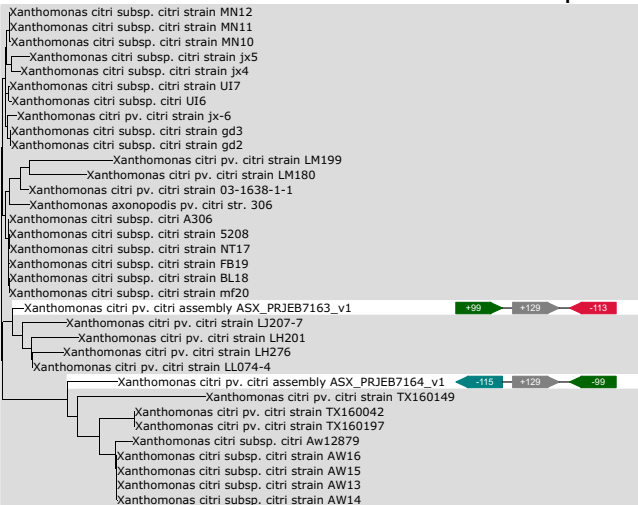 Xanthomonas citri subsp. citri strain MN12
Xanthomonas citri subsp. citri strain MN11
Xanthomonas citri subsp. citri strain MN10
Xanthomonas citri subsp. citri strain jx5
Xanthomonas citri subsp. citri strain jx4
Xanthomonas citri subsp. citri strain UI7
Xanthomonas citri subsp. citri UI6
Xanthomonas citri pv. citri strain jx-6
Xanthomonas citri subsp. citri strain gd3
Xanthomonas citri subsp. citri strain gd2
Xanthomonas citri pv. citri strain LM199
Xanthomonas citri pv. citri strain LM180
Xanthomonas citri pv. citri strain 03-1638-1-1
Xanthomonas axonopodis pv. citri str. 306
Xanthomonas citri subsp. citri A306
Xanthomonas citri subsp. citri strain 5208
Xanthomonas citri subsp. citri strain NT17
Xanthomonas citri subsp. citri strain FB19
Xanthomonas citri subsp. citri strain BL18
Xanthomonas citri subsp. citri strain mf20
Xanthomonas citri pv. citri assembly ASX_PRJEB7163_v1 +99 +129 -113
Xanthomonas citri pv. citri strain LJ207-7
Xanthomonas citri pv. citri strain LH201
Xanthomonas citri pv. citri strain LH276
Xanthomonas citri pv. citri strain LL074-4
Xanthomonas citri pv. citri assembly ASX_PRJEB7164_v1 -115 +129 -99
Xanthomonas citri pv. citri strain TX160149
Xanthomonas citri pv. citri strain TX160042
Xanthomonas citri pv. citri strain TX160197
Xanthomonas citri subsp. citri Aw12879
Xanthomonas citri subsp. citri strain AW16
Xanthomonas citri subsp. citri strain AW15
Xanthomonas citri subsp. citri strain AW13
Xanthomonas citri subsp. citri strain AW14